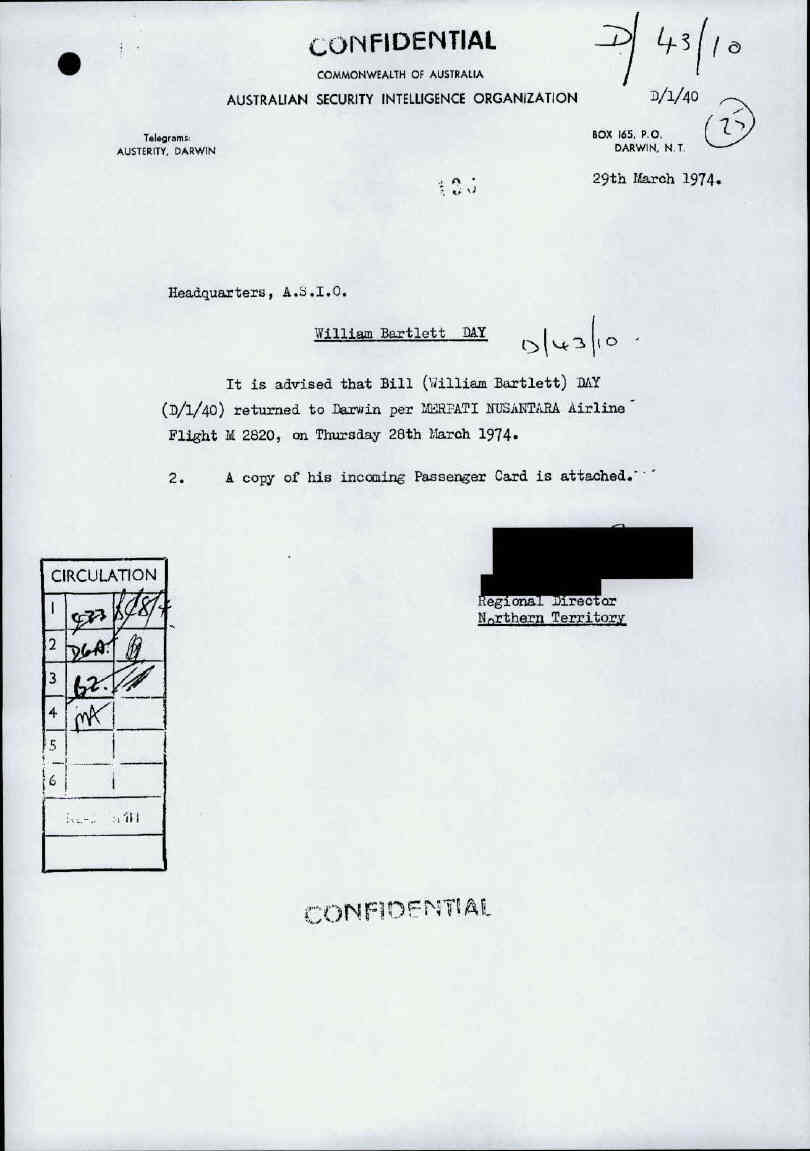 CONFIDENTIAL
D/43/10
COMMONWEALTH OF AUSTRALIA
AUSTRALIAN SECURITY INTELLIGENCE ORGANIZATION
D/1/40
25
Telegrams:
AUSTERITY, DARWIN
BOX 165, P.O.
DARWIN, N.T.
29th March 1974.
Headquarters, A.S.I.O.
William Bartlett DAY
D/43/10
It is advised that Bill (William Bartlett) DAY
(D/1/40) returned to Darwin per MERPATI NUSANTARA Airline
Flight M 2820, on Thursday 28th March 1974.
2. A copy of his incoming Passenger Card is attached.
Regional Director
Northern Territory
CIRCULATION
1
2
3 B2.
4
5
6
CONFIDENTIAL